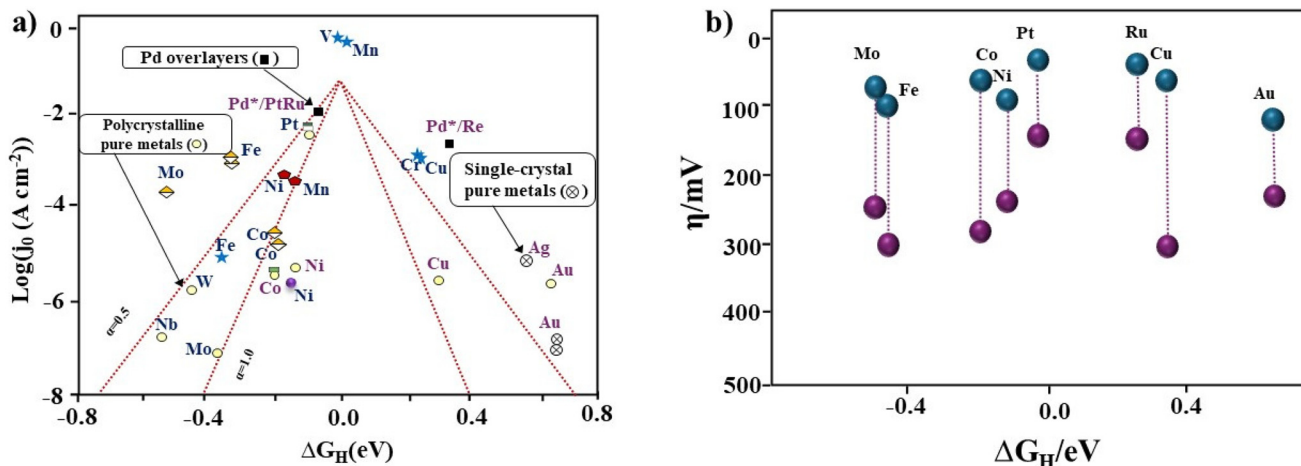 a)
Log(j₀ (A cm⁻²))
0
-2
-4
-6
-8
-0.8
-0.4
0.0
0.4
0.8
ΔG_H(eV)
V
Mn
Pd overlayers (■)
Pd*/PtRu
Pt
Polycrystalline
pure metals (○)
Fe
Mo
Ni
Mn
Pd*/Re
Cr
Cu
Single-crystal
pure metals (⊗)
Co
Co
Fe
Ni
Co
Ni
W
Nb
Mo
Cu
Ag
Au
Au
α=0.5
α=1.0
b)
η/mV
0
100
200
300
400
500
-0.4
0.0
0.4
ΔG_H/eV
Mo
Fe
Co
Ni
Pt
Ru
Cu
Au